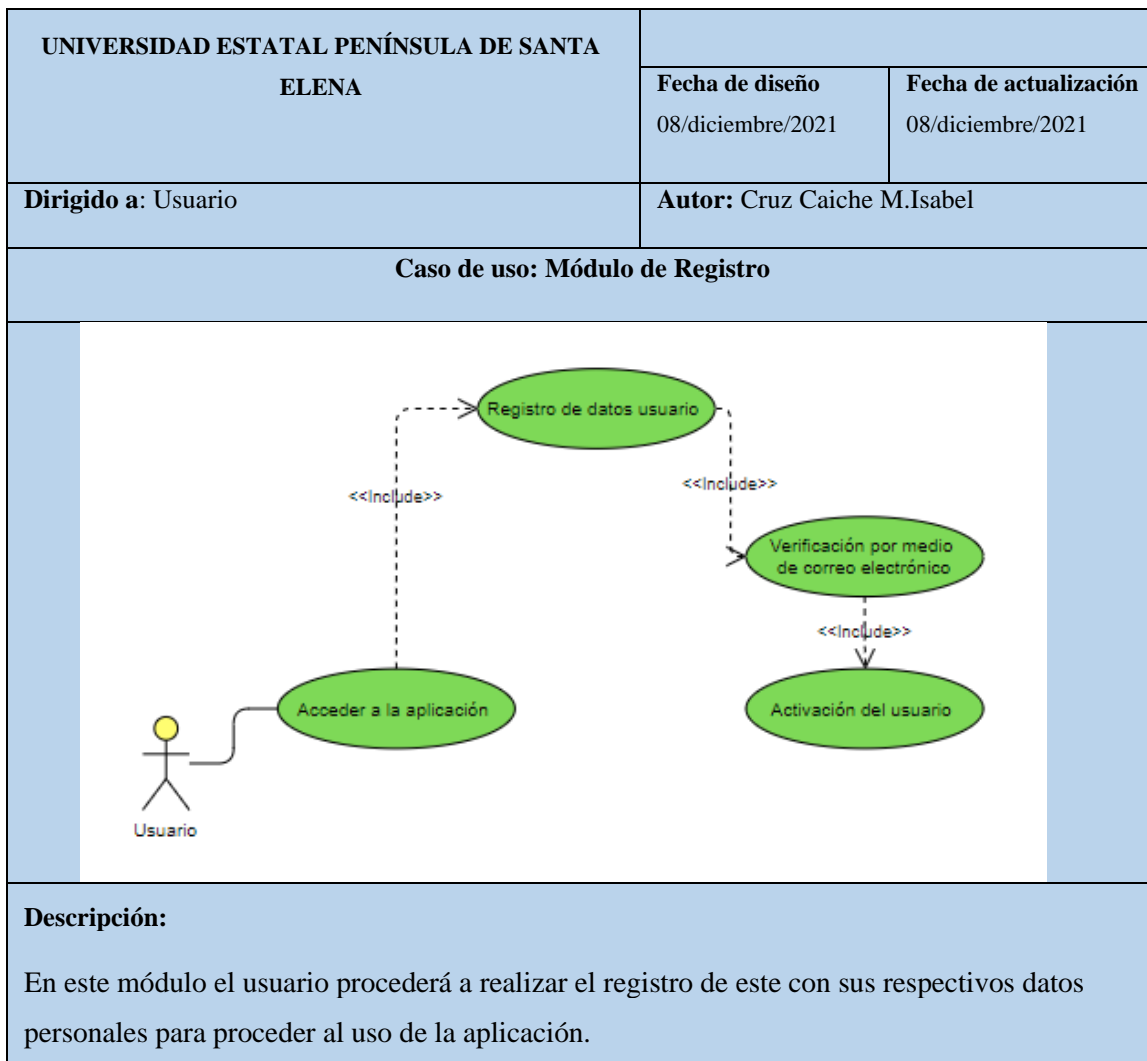 UNIVERSIDAD ESTATAL PENÍNSULA DE SANTA
ELENA
Fecha de diseño
08/diciembre/2021
Fecha de actualización
08/diciembre/2021
Dirigido a: Usuario
Autor: Cruz Caiche M.Isabel
Caso de uso: Módulo de Registro
Registro de datos usuario
<<Include>>
<<Include>>
Verificación por medio
de correo electrónico
<<Include>>
Acceder a la aplicación
Activación del usuario
Usuario
Descripción:
En este módulo el usuario procederá a realizar el registro de este con sus respectivos datos
personales para proceder al uso de la aplicación.